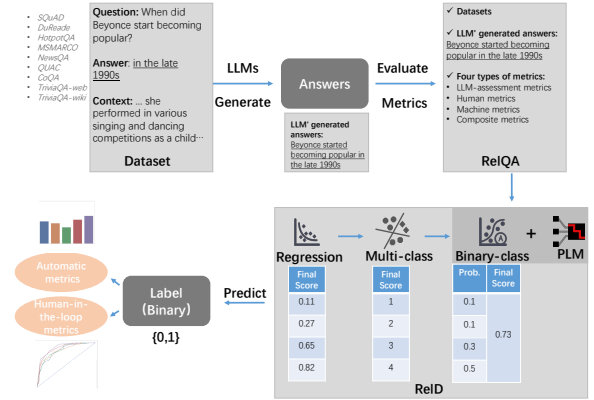 SQuAD
DuReade
HotpotQA
MSMARCO
NewsQA
QUAC
CoQA
TriviaQA-web
TriviaQA-wiki
Question: When did
Beyonce start becoming
popular?
Answer: in the late
1990s
Context: ... she
performed in various
singing and dancing
competitions as a child…
Dataset
LLMs
Generate
Answers
LLM' generated
answers:
Beyonce started
becoming popular in
the late 1990s
Evaluate
Metrics
✓ Datasets
✓ LLM' generated answers:
Beyonce started becoming
popular in the late 1990s
✓ Four types of metrics:
• LLM-assessment metrics
• Human metrics
• Machine metrics
• Composite metrics
RelQA
Regression
Multi-class
Binary-class
+
PLM
A
Final
Score
0.11
0.27
0.65
0.82
Final
Score
1
2
3
4
Prob.
Final
Score
0.1
0.1
0.3
0.5
0.73
RelD
Predict
Label
(Binary)
{0,1}
Automatic
metrics
Human-in-
the-loop
metrics